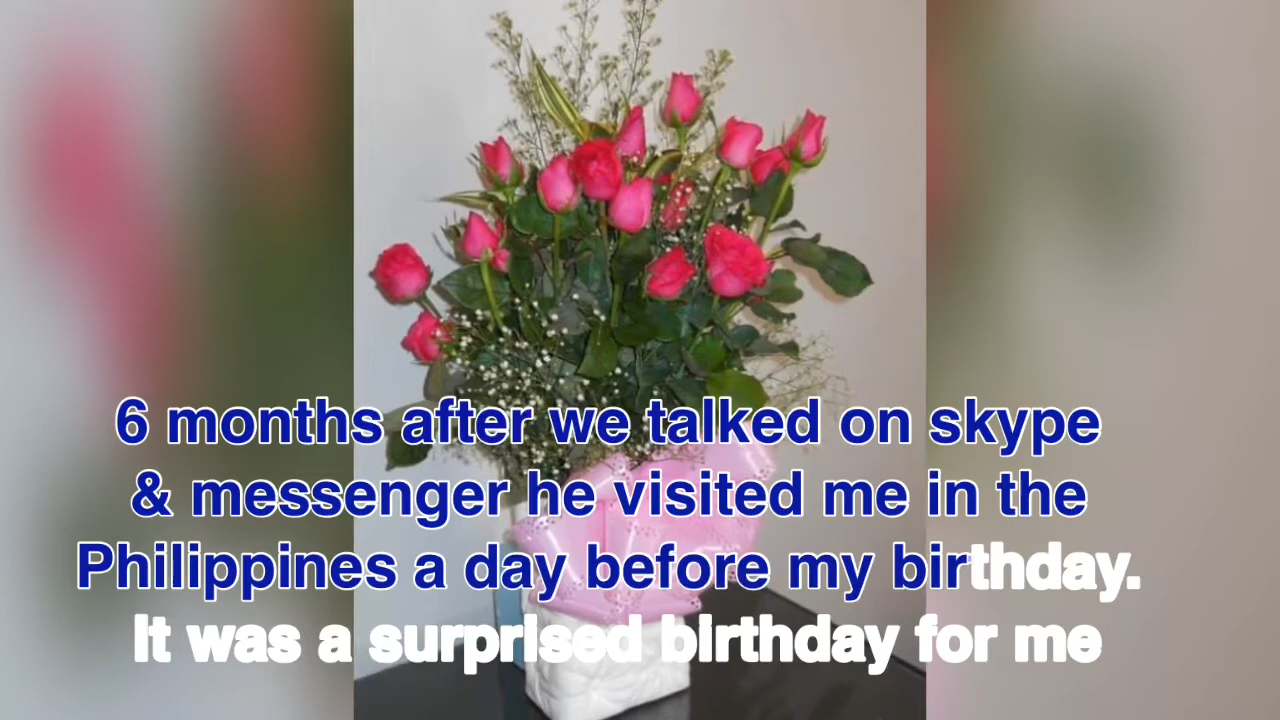 6 months after we talked on skype
& messenger he visited me in the
Philippines a day before my birthday.
It was a surprised birthday for me